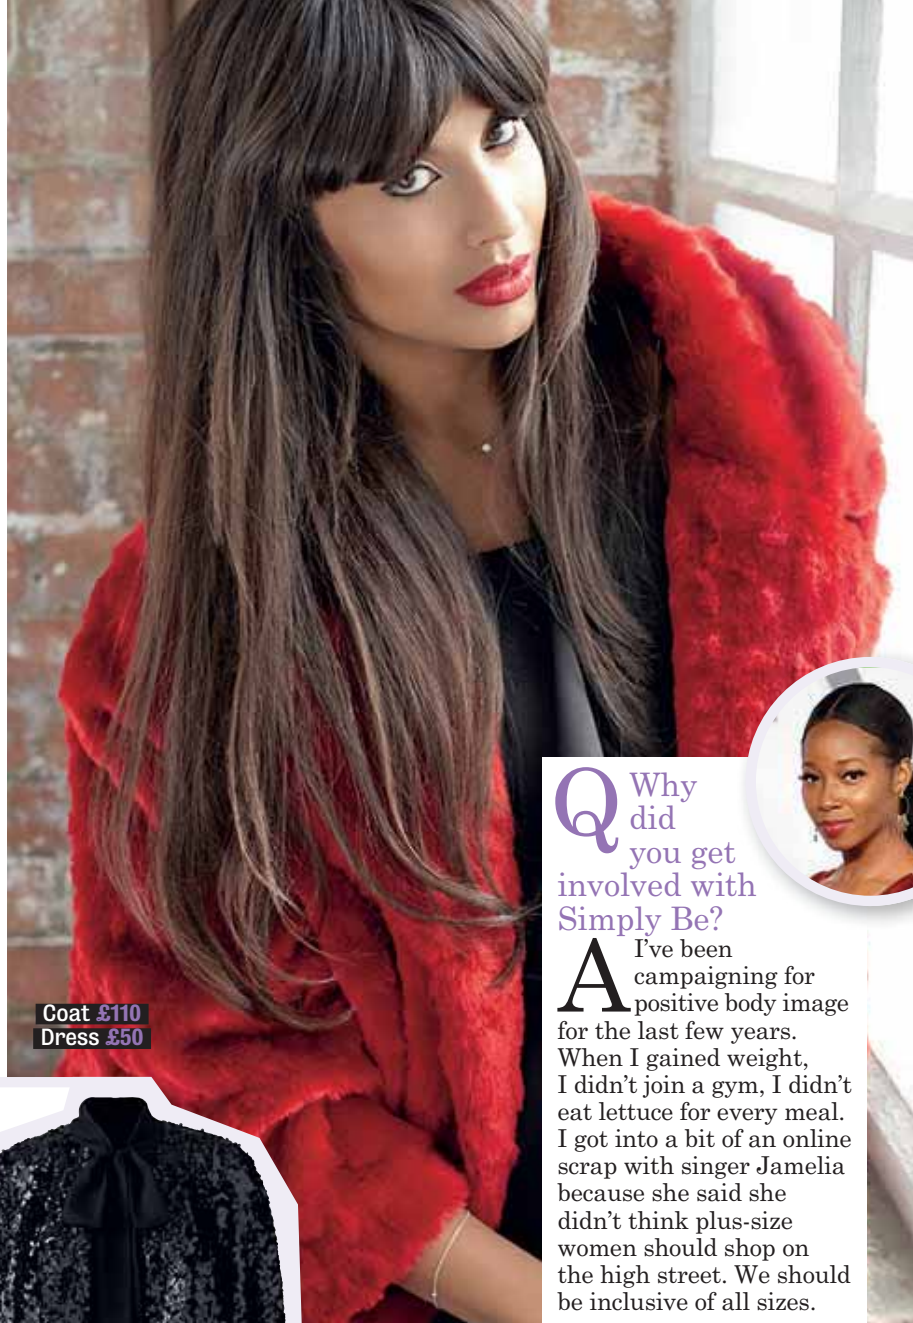 Q Why
did
you get
involved with
Simply Be?
A I’ve been
campaigning for
positive body image
for the last few years.
When I gained weight,
I didn’t join a gym, I didn’t
eat lettuce for every meal.
I got into a bit of an online
scrap with singer Jamelia
because she said she
didn’t think plus-size
women should shop on
the high street. We should
be inclusive of all sizes.
Coat £110
Dress £50